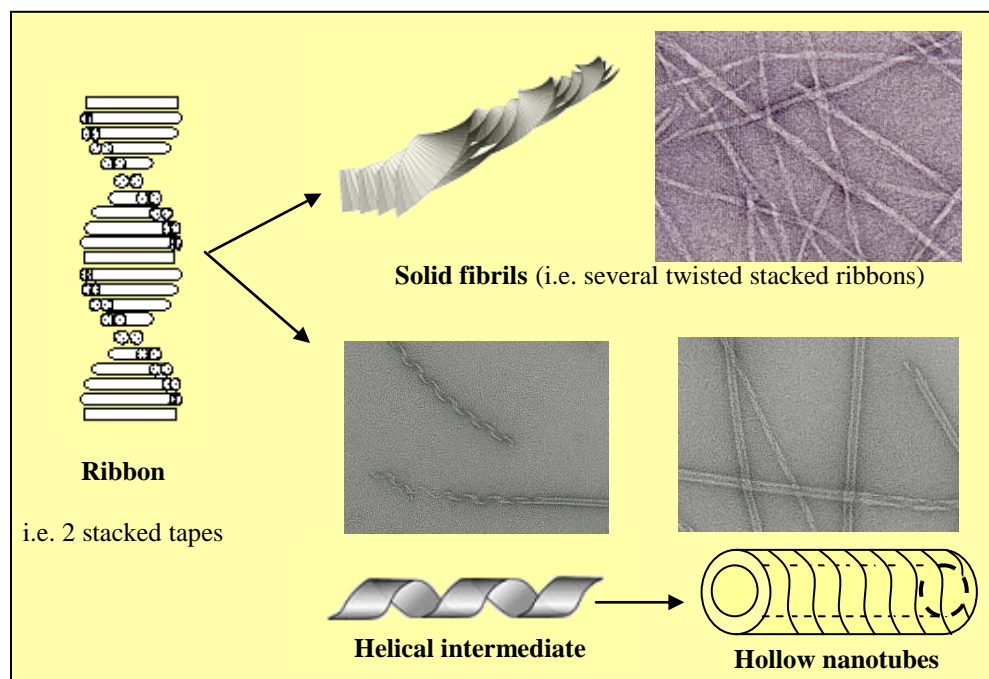 Solid fibrils (i.e. several twisted stacked ribbons)
Ribbon
i.e. 2 stacked tapes
Helical intermediate
Hollow nanotubes